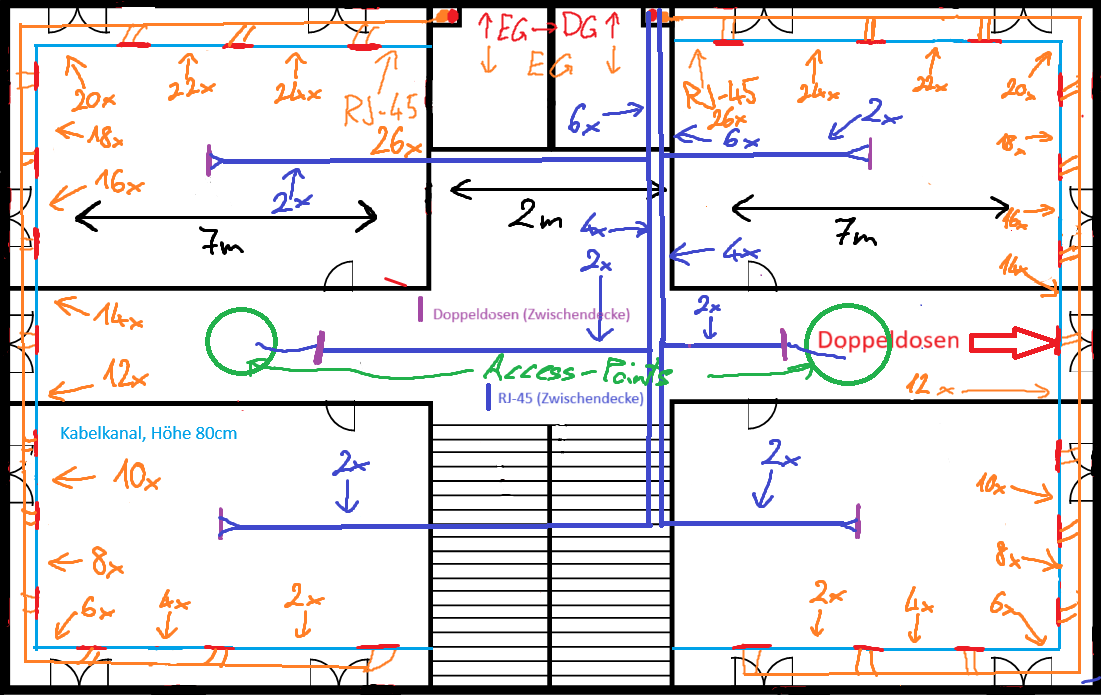 EG → DG
EG
20x
22x
24x
RJ-45
26x
18x
16x
2x
7m
6x
2m
4x
2x
RJ-45
26x
6x
24x
2x
22x
20x
18x
16x
14x
7m
4x
2x
14x
12x
Doppeldosen (Zwischendecke)
Access-Points
RJ-45 (Zwischendecke)
Doppeldosen
12x
Kabelkanal, Höhe 80cm
10x
8x
6x
4x
2x
2x
2x
10x
8x
2x
4x
6x